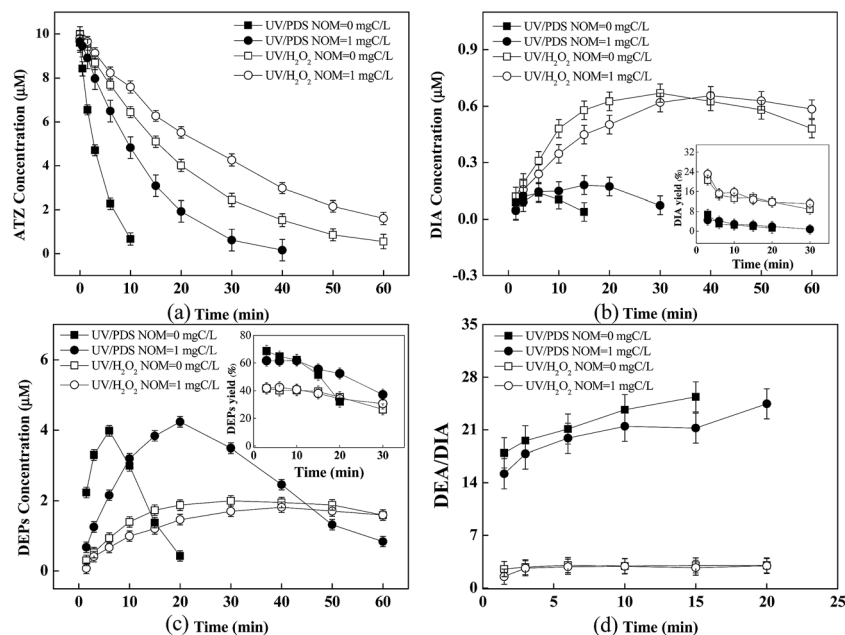 UV/PDS NOM=0 mgC/L
UV/PDS NOM=1 mgC/L
UV/H₂O₂ NOM=0 mgC/L
UV/H₂O₂ NOM=1 mgC/L
ATZ Concentration (μM)
10
8
6
4
2
0
0 10 20 30 40 50 60
(a) Time (min)
UV/PDS NOM=0 mgC/L
UV/PDS NOM=1 mgC/L
UV/H₂O₂ NOM=0 mgC/L
UV/H₂O₂ NOM=1 mgC/L
DIA Concentration (μM)
0.9
0.6
0.3
0.0
-0.3
0 10 20 30 40 50 60
(b) Time (min)
DIA yield (%)
32
24
16
8
0
0 10 20 30
Time (min)
UV/PDS NOM=0 mgC/L
UV/PDS NOM=1 mgC/L
UV/H₂O₂ NOM=0 mgC/L
UV/H₂O₂ NOM=1 mgC/L
DEPs Concentration (μM)
6
4
2
0
0 10 20 30 40 50 60
(c) Time (min)
DEPs yield (%)
80
60
40
20
0
0 10 20 30
Time (min)
UV/PDS NOM=0 mgC/L
UV/PDS NOM=1 mgC/L
UV/H₂O₂ NOM=0 mgC/L
UV/H₂O₂ NOM=1 mgC/L
DEA/DIA
35
28
21
14
7
0
0 5 10 15 20 25
(d) Time (min)